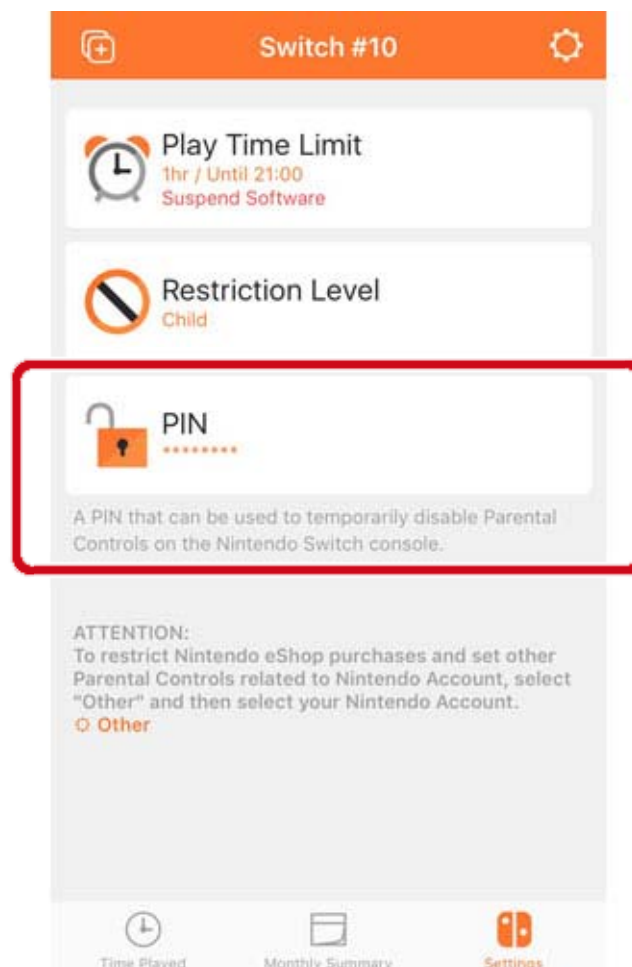 Switch #10
Play Time Limit
1hr / Until 21:00
Suspend Software
Restriction Level
Child
PIN
********
A PIN that can be used to temporarily disable Parental
Controls on the Nintendo Switch console.
ATTENTION:
To restrict Nintendo eShop purchases and set other
Parental Controls related to Nintendo Account, select
"Other" and then select your Nintendo Account.
Other
Time Played Monthly Summary Settings